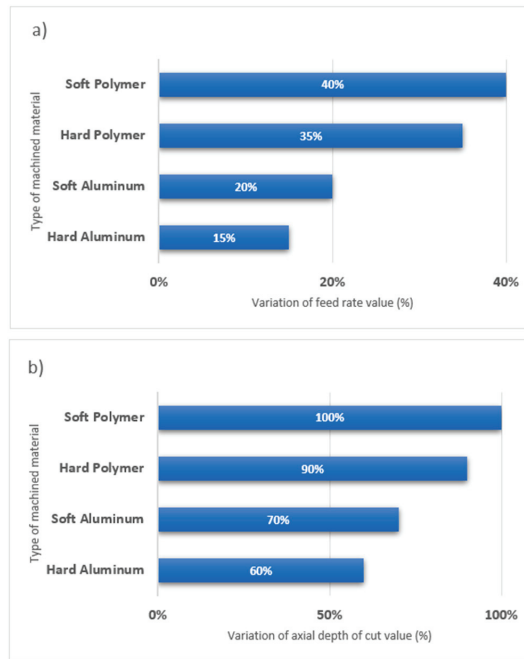 a)
Type of machined material
Soft Polymer 40%
Hard Polymer 35%
Soft Aluminum 20%
Hard Aluminum 15%
0% 20% 40%
Variation of feed rate value (%)
b)
Type of machined material
Soft Polymer 100%
Hard Polymer 90%
Soft Aluminum 70%
Hard Aluminum 60%
0% 50% 100%
Variation of axial depth of cut value (%)